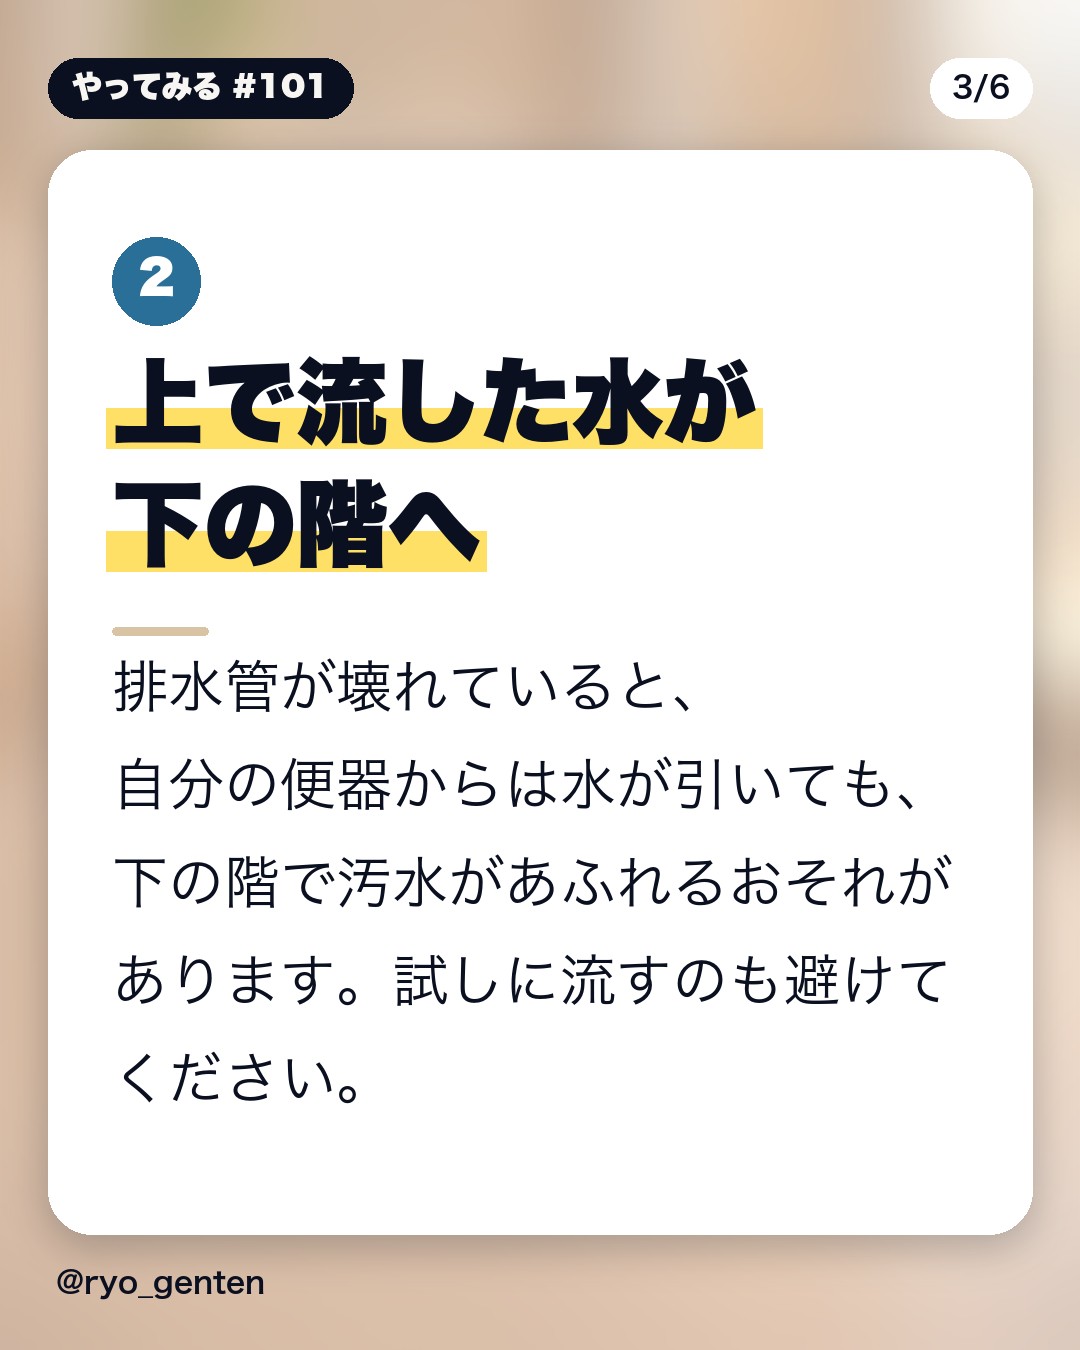 やってみる #101
3/6
2
上で流した水が
下の階へ
排水管が壊れていると、
自分の便器からは水が引いても、
下の階で汚水があふれるおそれが
あります。試しに流すのも避けて
ください。
@ryo_genten